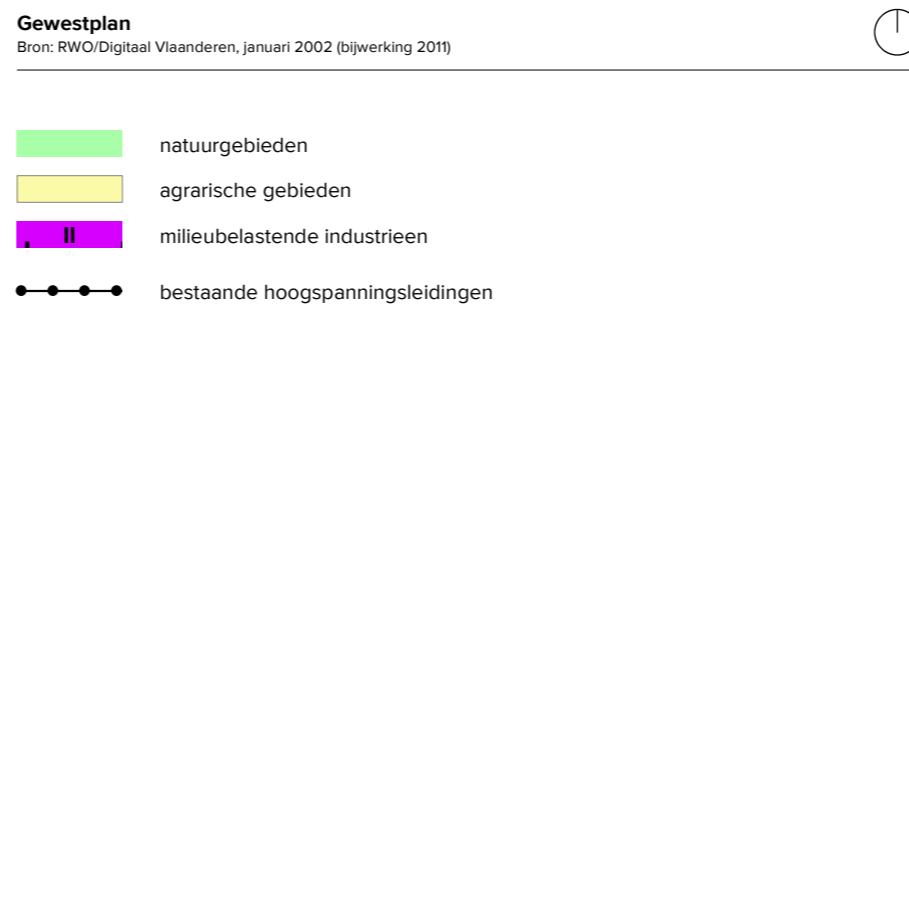 Gewestplan
Bron: RWO/Digitaal Vlaanderen, januari 2002 (bijwerking 2011)
natuurgebieden
agrarische gebieden
II milieubelastende industrieen
bestaande hoogspanningsleidingen